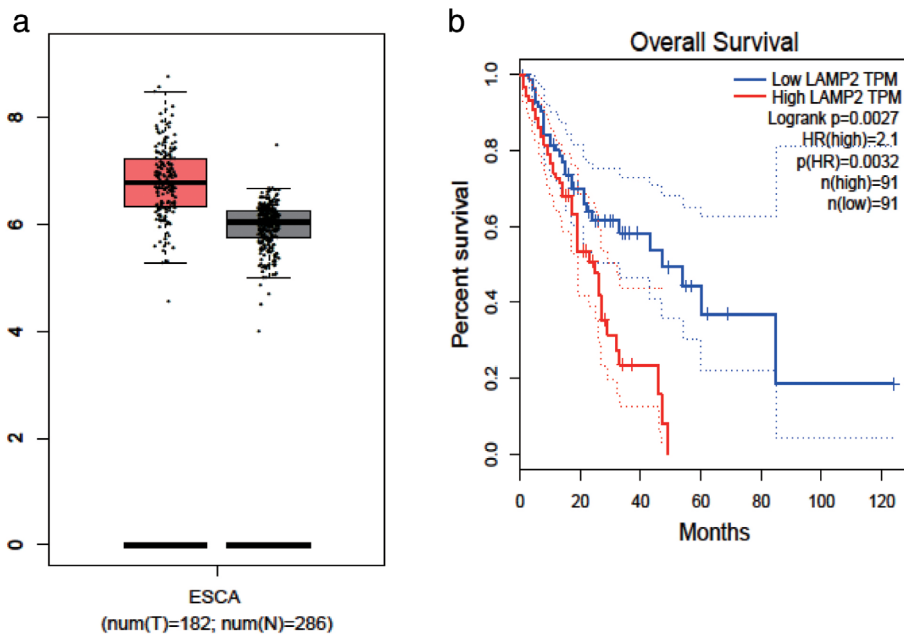 a
8
6
4
2
0
ESCA
(num(T)=182; num(N)=286)
b
Overall Survival
Low LAMP2 TPM
High LAMP2 TPM
Logrank p=0.0027
HR(high)=2.1
p(HR)=0.0032
n(high)=91
n(low)=91
Percent survival
1.0
0.8
0.6
0.4
0.2
0.0
0 20 40 60 80 100 120
Months